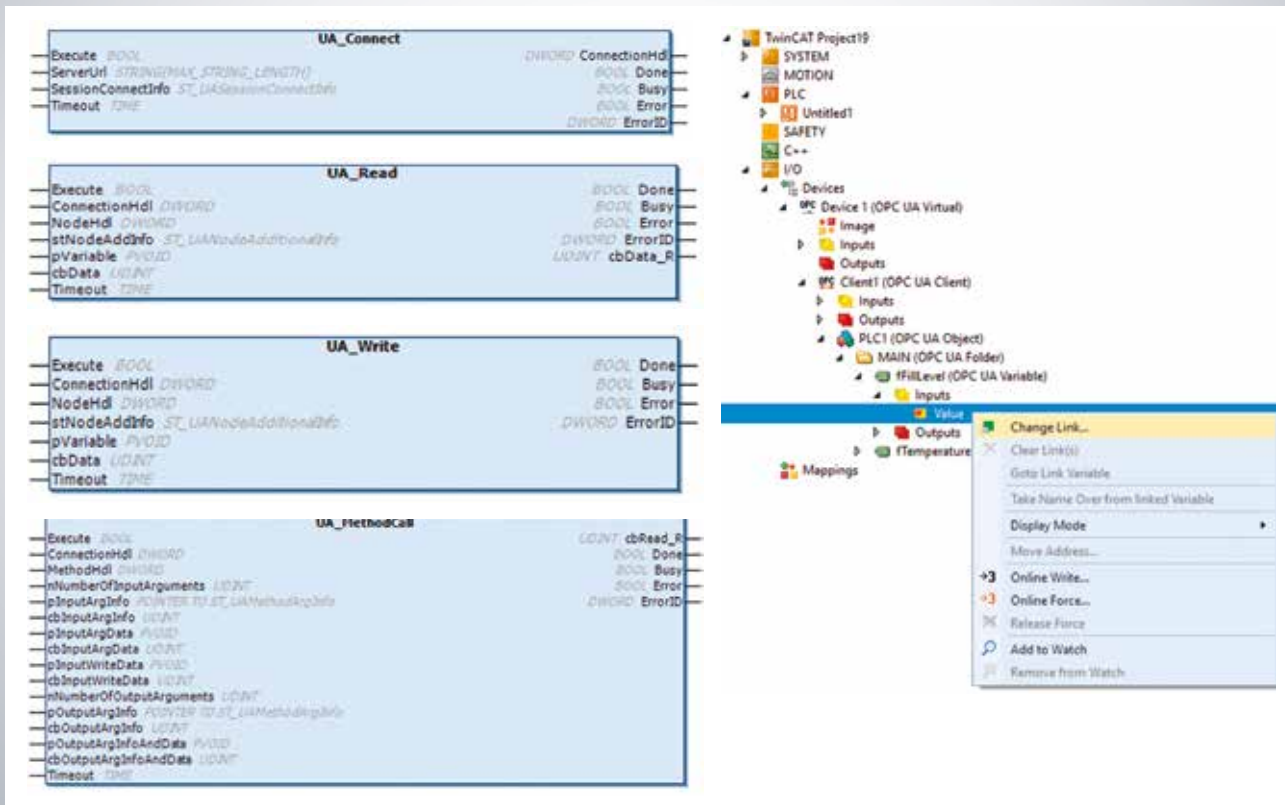 UA_Connect
Execute BOOL DWORD ConnectionHdl
ServerUrl STRING(MAX_STRING_LENGTH) BOOL Done
SessionConnectInfo ST_UASessionConnectInfo BOOL Busy
Timeout TIME BOOL Error
DWORD ErrorID
UA_Read
Execute BOOL BOOL Done
ConnectionHdl DWORD BOOL Busy
NodeHdl DWORD BOOL Error
stNodeAddInfo ST_UANodeAdditionalInfo DWORD ErrorID
pVariable PVOID UDINT cbData_R
cbData UDINT
Timeout TIME
UA_Write
Execute BOOL BOOL Done
ConnectionHdl DWORD BOOL Busy
NodeHdl DWORD BOOL Error
stNodeAddInfo ST_UANodeAdditionalInfo DWORD ErrorID
pVariable PVOID
cbData UDINT
Timeout TIME
UA_MethodCall
Execute BOOL UDINT cbRead_R
ConnectionHdl DWORD BOOL Done
MethodHdl DWORD BOOL Busy
nNumberOfInputArguments UDINT BOOL Error
pInputArgInfo POINTER TO ST_UAMethodArgInfo DWORD ErrorID
cbInputArgInfo UDINT
pInputArgData PVOID
cbInputArgData UDINT
pInputWriteData PVOID
cbInputWriteData UDINT
nNumberOfOutputArguments UDINT
pOutputArgInfo POINTER TO ST_UAMethodArgInfo
cbOutputArgInfo UDINT
pOutputArgInfoAndData PVOID
cbOutputArgInfoAndData UDINT
Timeout TIME
TwinCAT Project19
SYSTEM
MOTION
PLC
Untitled1
SAFETY
C++
I/O
Devices
Device 1 (OPC UA Virtual)
Image
Inputs
Outputs
Client1 (OPC UA Client)
Inputs
Outputs
PLC1 (OPC UA Object)
MAIN (OPC UA Folder)
fFillLevel (OPC UA Variable)
Inputs
Value
Outputs
fTemperature
Mappings
Change Link...
Clear Link(s)
Goto Link Variable
Take Name Over from linked Variable
Display Mode
Move Address...
Online Write...
Online Force...
Release Force
Add to Watch
Remove from Watch